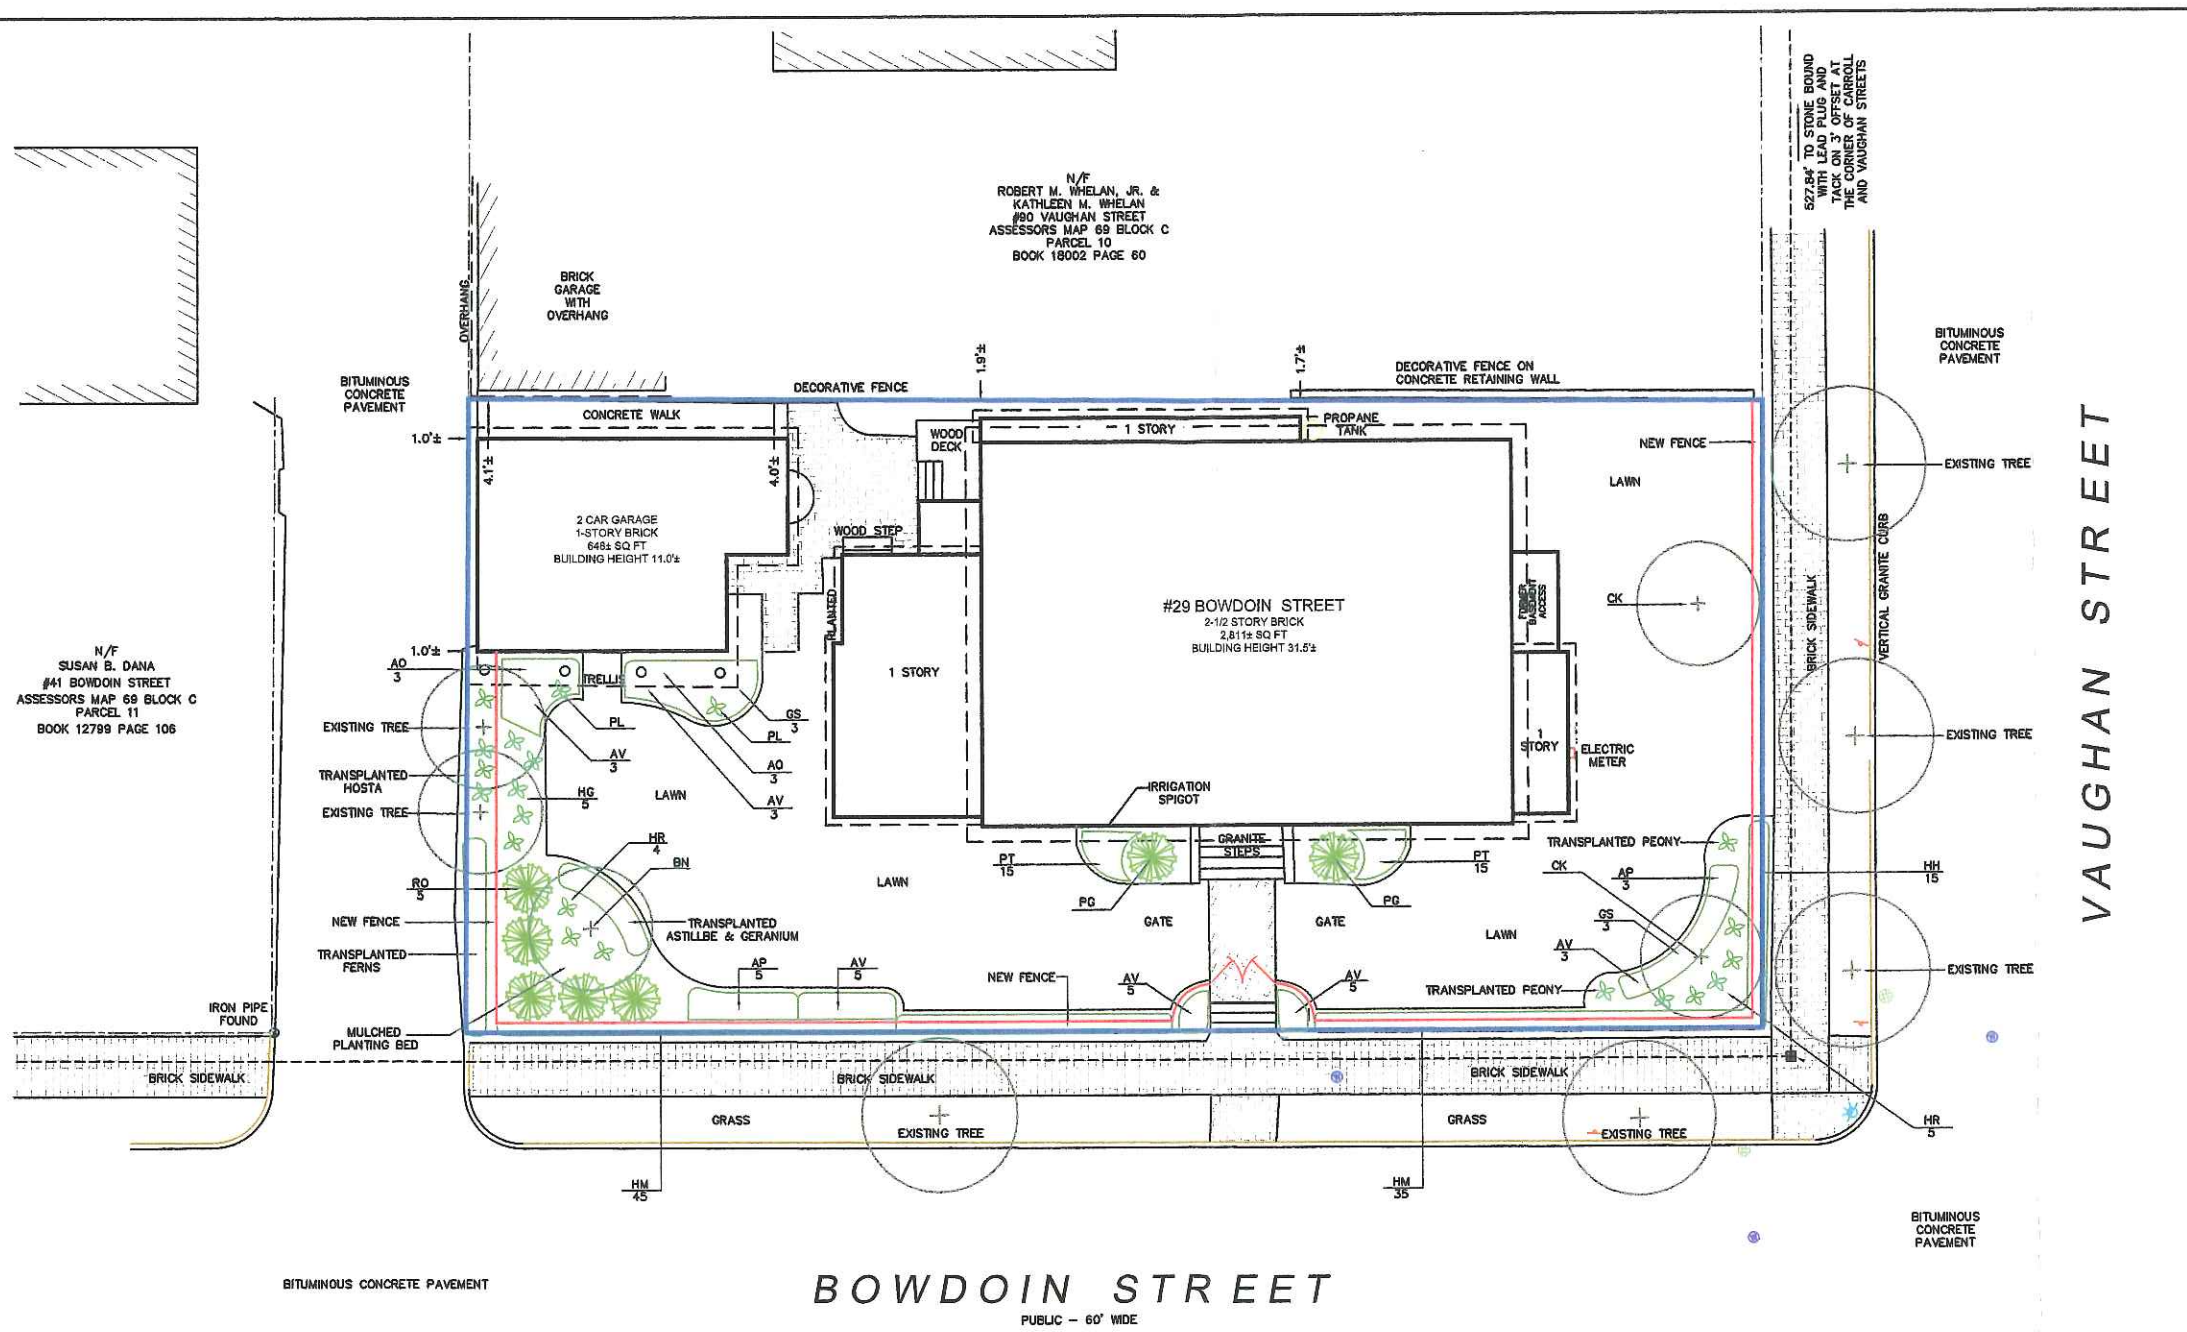 527.84' TO STONE BOUND
WITH LEAD PLUG AND
TACK ON 3' OFFSET AT
THE CORNER OF CARROLL
AND VAUGHAN STREETS
N/F
ROBERT M. WHELAN, JR. &
KATHLEEN M. WHELAN
#90 VAUGHAN STREET
ASSESSORS MAP 69 BLOCK C
PARCEL 10
BOOK 18002 PAGE 60
BRICK
GARAGE
WITH
OVERHANG
OVERHANG
BITUMINOUS
CONCRETE
PAVEMENT
BITUMINOUS
CONCRETE
PAVEMENT
DECORATIVE FENCE
1.9'±
1.7'±
DECORATIVE FENCE ON
CONCRETE RETAINING WALL
CONCRETE WALK
1.0'±
4.1'±
4.0'±
WOOD
DECK
1 STORY
PROPANE
TANK
NEW FENCE
EXISTING TREE
LAWN
VERTICAL GRANITE CURB
BRICK SIDEWALK
VAUGHAN STREET
2 CAR GARAGE
1-STORY BRICK
648± SQ FT
BUILDING HEIGHT 11.0'±
WOOD STEP
PLANTED
#29 BOWDOIN STREET
2-1/2 STORY BRICK
2,811± SQ FT
BUILDING HEIGHT 31.5'±
FORMER
BASEMENT
ACCESS
CK
1.0'±
N/F
SUSAN B. DANA
#41 BOWDOIN STREET
ASSESSORS MAP 69 BLOCK C
PARCEL 11
BOOK 12799 PAGE 106
AO
3
TRELLIS
1 STORY
GS
3
PL
PL
EXISTING TREE
EXISTING TREE
1
STORY
ELECTRIC
METER
AV
3
AO
3
TRANSPLANTED
HOSTA
HG
5
LAWN
AV
3
IRRIGATION
SPIGOT
EXISTING TREE
HR
4
BN
GRANITE
STEPS
TRANSPLANTED PEONY
PT
15
PT
15
CK
AP
3
HH
15
RO
5
LAWN
PG
PG
NEW FENCE
TRANSPLANTED
ASTILLBE & GERANIUM
GATE
GATE
GS
3
LAWN
AV
3
TRANSPLANTED
FERNS
AP
5
AV
5
NEW FENCE
AV
5
AV
5
TRANSPLANTED PEONY
EXISTING TREE
IRON PIPE
FOUND
MULCHED
PLANTING BED
BRICK SIDEWALK
BRICK SIDEWALK
BRICK SIDEWALK
GRASS
EXISTING TREE
GRASS
EXISTING TREE
HR
5
HM
45
HM
35
BITUMINOUS
CONCRETE
PAVEMENT
BITUMINOUS CONCRETE PAVEMENT
BOWDOIN STREET
PUBLIC - 60' WIDE